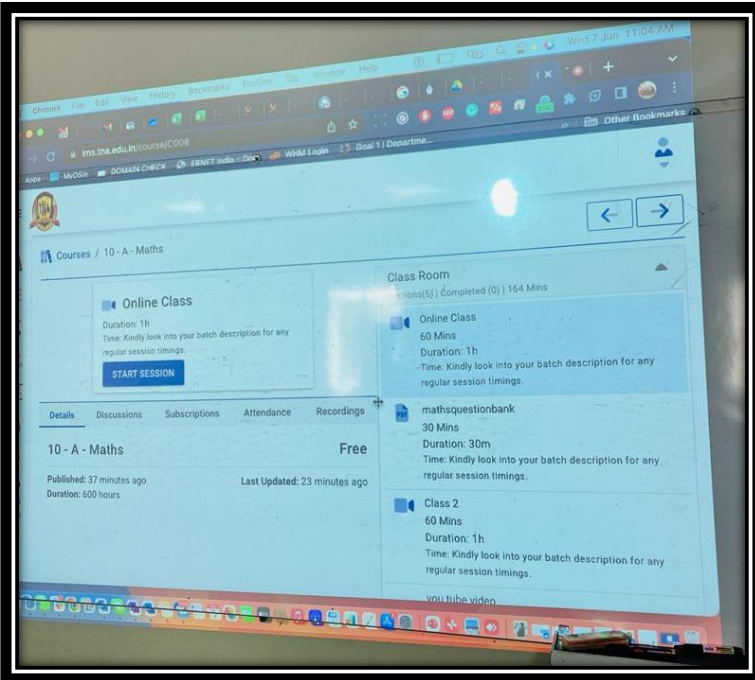 Chrome File Edit View History Bookmarks Profiles Tab Window Help
Wed 7 Jun 11:04 AM
lms.tna.edu.in/course/C008
Apps MyOSin DOMAIN CHECK ERNET India WHM Login Goal 1 | Departme...
Other Bookmarks
Courses / 10 - A - Maths
Online Class
Duration: 1h
Time: Kindly look into your batch description for any
regular session timings.
START SESSION
Details Discussions Subscriptions Attendance Recordings
10 - A - Maths
Free
Published: 37 minutes ago
Last Updated: 23 minutes ago
Duration: 600 hours
Class Room
Completed (0) | 164 Mins
Online Class
60 Mins
Duration: 1h
Time: Kindly look into your batch description for any
regular session timings.
PDF
mathsquestionbank
30 Mins
Duration: 30m
Time: Kindly look into your batch description for any
regular session timings.
Class 2
60 Mins
Duration: 1h
Time: Kindly look into your batch description for any
regular session timings.
you tube video